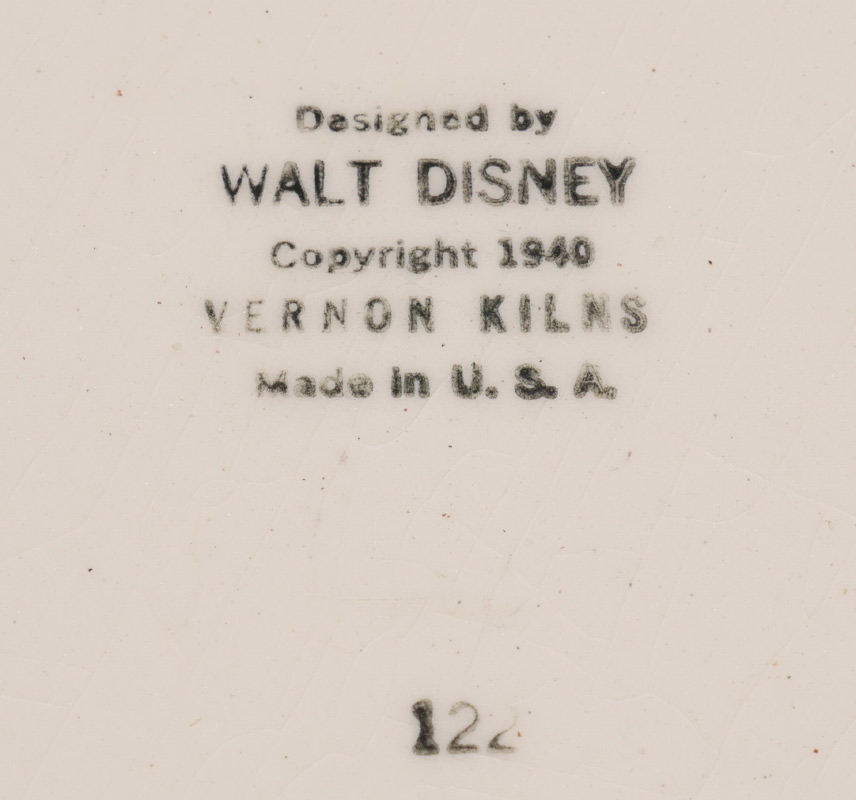 Designed by
WALT DISNEY
Copyright 1940
VERNON KILNS
Made in U. S. A.
122